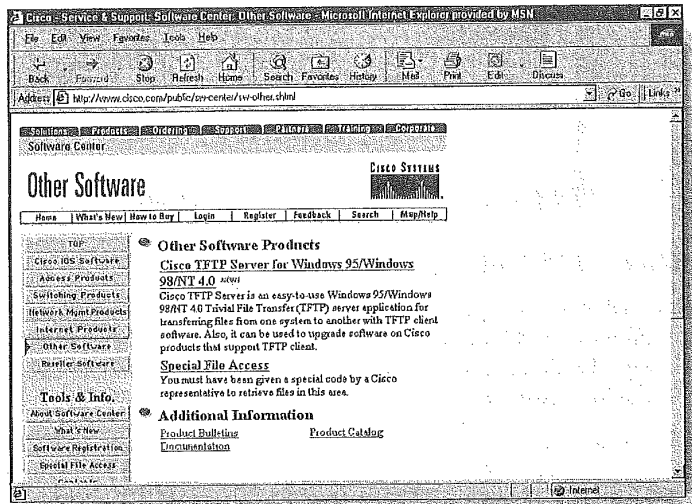 Cisco - Service & Support: Software Center: Other Software - Microsoft Internet Explorer provided by MSN
File Edit View Favorites Tools Help
Back Forward Stop Refresh Home Search Favorites History Mail Print Edit Discuss
Address http://www.cisco.com/public/sw-center/sw-other.shtml Go Links »
Solutions Products Ordering Support Partners Training Corporate
Software Center
CISCO SYSTEMS
Other Software
Home | What's New | How to Buy | Login | Register | Feedback | Search | Map/Help
TOP
Cisco IOS Software
Access Products
Switching Products
Network Mgmt Products
Internet Products
Other Software
Reseller Software
Tools & Info.
About Software Center
What's New
Software Registration
Special File Access
Other Software Products
Cisco TFTP Server for Windows 95/Windows
98/NT 4.0 NEW!
Cisco TFTP Server is an easy-to-use Windows 95/Windows
98/NT 4.0 Trivial File Transfer (TFTP) server application for
transferring files from one system to another with TFTP client
software. Also, it can be used to upgrade software on Cisco
products that support TFTP client.
Special File Access
You must have been given a special code by a Cisco
representative to retrieve files in this area.
Additional Information
Product Bulletins Product Catalog
Documentation
Internet